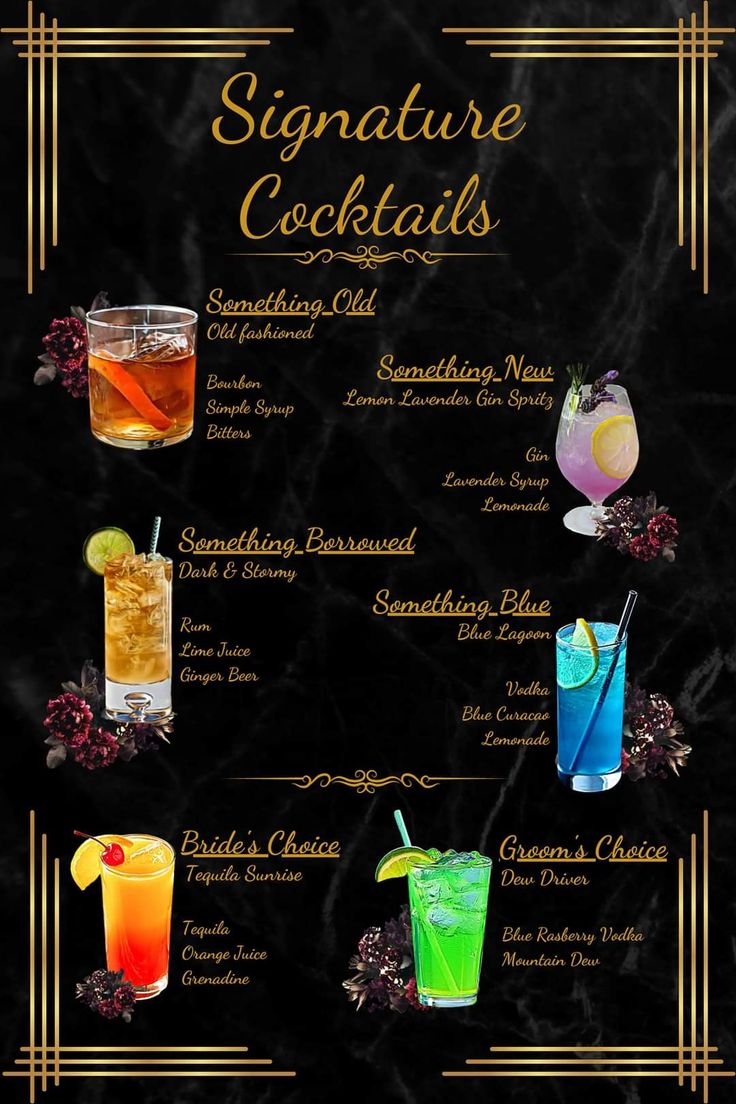 Signature
Cocktails
Something Old
Old fashioned
Bourbon
Simple Syrup
Bitters
Something New
Lemon Lavender Gin Spritz
Gin
Lavender Syrup
Lemonade
Something Borrowed
Dark & Stormy
Rum
Lime Juice
Ginger Beer
Something Blue
Blue Lagoon
Vodka
Blue Curacao
Lemonade
Bride's Choice
Tequila Sunrise
Tequila
Orange Juice
Grenadine
Groom's Choice
Dew Driver
Blue Rasberry Vodka
Mountain Dew